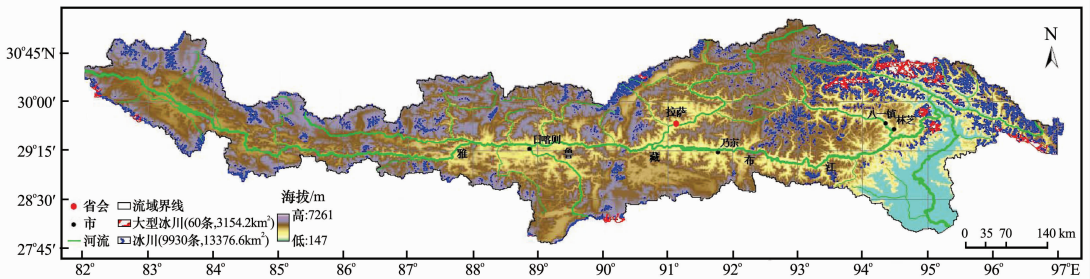 N
30°45′N
30°00′
29°15′
28°30′
27°45′
拉萨
八一镇
林芝
日喀则
乃东
雅 鲁 藏 布 江
省会
市
河流
流域界线
大型冰川(60条,3154.2km²)
冰川(9930条,13376.6km²)
海拔/m
高:7261
低:147
0 35 70 140 km
82° 83° 84° 85° 86° 87° 88° 89° 90° 91° 92° 93° 94° 95° 96° 97°E